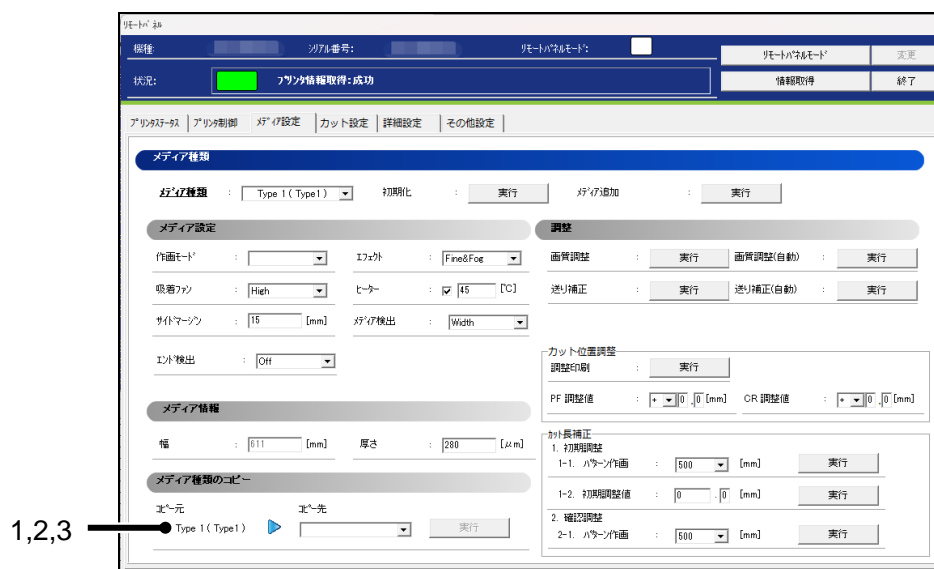 リモートパネル
機種: シリアル番号: リモートパネルモード:
リモートパネルモード 変更
状況: プリンタ情報取得:成功
情報取得 終了
プリンタステータス プリンタ制御 メディア設定 カット設定 詳細設定 その他設定
メディア種類
メディア種類 : Type 1 ( Type1 ) 初期化 : 実行 メディア追加 : 実行
メディア設定
作画モード : エフェクト : Fine&Fog
吸着ファン : High ヒーター : 45 [℃]
サイドマージン : 15 [mm] メディア検出 : Width
エンド検出 : Off
メディア情報
幅 : 611 [mm] 厚さ : 280 [μm]
メディア種類のコピー
コピー元 コピー先
1,2,3 Type 1 ( Type1 ) 実行
調整
画質調整 : 実行 画質調整(自動) : 実行
送り補正 : 実行 送り補正(自動) : 実行
カット位置調整
調整印刷 : 実行
PF 調整値 : + 0 .0 [mm] CR 調整値 : + 0 .0 [mm]
カット長補正
1. 初期調整
1-1. パターン作画 : 500 [mm] 実行
1-2. 初期調整値 : 0 .0 [mm] 実行
2. 確認調整
2-1. パターン作画 : 500 [mm] 実行